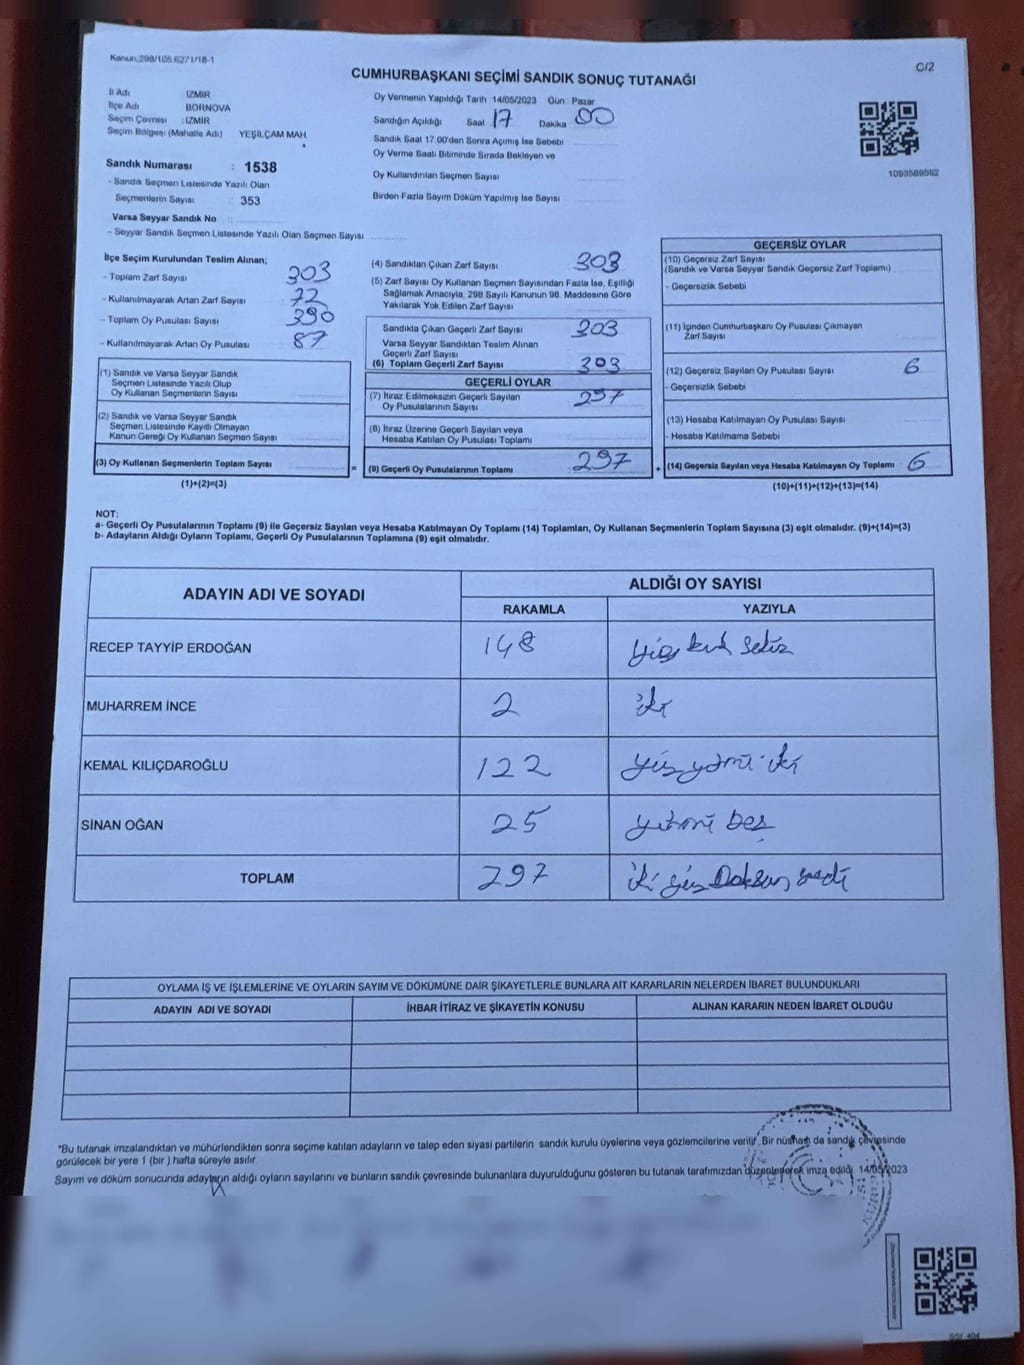 Kanun.298/105.6271/18-1
C/2
CUMHURBAŞKANI SEÇİMİ SANDIK SONUÇ TUTANAĞI
İl Adı IZMIR
İlçe Adı BORNOVA
Seçim Çevresi : IZMIR
Seçim Bölgesi (Mahalle Adı) YEŞİLÇAM MAH
Sandık Numarası : 1538
- Sandık Seçmen Listesinde Yazılı Olan
Seçmenlerin Sayısı : 353
Varsa Seyyar Sandık No :
- Seyyar Sandık Seçmen Listesinde Yazılı Olan Seçmen Sayısı
Oy Vermenin Yapıldığı Tarih 14/05/2023 Gün : Pazar
Sandığın Açıldığı Saat 17 Dakika 00
Sandık Saat 17.00'den Sonra Açımış İse Sebebi
Oy Verme Saati Bitiminde Sırada Bekleyen ve
Oy Kullandırılan Seçmen Sayısı
Birden Fazla Sayım Döküm Yapılmış İse Sayısı
1093589582
İlçe Seçim Kurulundan Teslim Alınan;
- Toplam Zarf Sayısı 303
- Kullanılmayarak Artan Zarf Sayısı 72
- Toplam Oy Pusulası Sayısı 390
- Kullanılmayarak Artan Oy Pusulası 87
(1) Sandık ve Varsa Seyyar Sandık
Seçmen Listesinde Yazılı Olup
Oy Kullanan Seçmenlerin Sayısı
(2) Sandık ve Varsa Seyyar Sandık
Seçmen Listesinde Kayıtlı Olmayan
Kanun Gereği Oy Kullanan Seçmen Sayısı
(3) Oy Kullanan Seçmenlerin Toplam Sayısı =
(1)+(2)=(3)
(4) Sandıktan Çıkan Zarf Sayısı 303
(5) Zarf Sayısı Oy Kullanan Seçmen Sayısından Fazla İse, Eşitliği
Sağlamak Amacıyla, 298 Sayılı Kanunun 98. Maddesine Göre
Yakılarak Yok Edilen Zarf Sayısı
Sandıkta Çıkan Geçerli Zarf Sayısı 303
Varsa Seyyar Sandıktan Teslim Alınan
Geçerli Zarf Sayısı
(6) Toplam Geçerli Zarf Sayısı 303
GEÇERLİ OYLAR
(7) İtiraz Edilmeksizin Geçerli Sayılan
Oy Pusulalarının Sayısı 297
(8) İtiraz Üzerine Geçerli Sayılan veya
Hesaba Katılan Oy Pusulası Toplamı
(9) Geçerli Oy Pusulalarının Toplamı 297 +
GEÇERSİZ OYLAR
(10) Geçersiz Zarf Sayısı
(Sandık ve Varsa Seyyar Sandık Geçersiz Zarf Toplamı)
- Geçersizlik Sebebi
(11) İçinden Cumhurbaşkanı Oy Pusulası Çıkmayan
Zarf Sayısı
(12) Geçersiz Sayılan Oy Pusulası Sayısı 6
- Geçersizlik Sebebi
(13) Hesaba Katılmayan Oy Pusulası Sayısı
- Hesaba Katılmama Sebebi
(14) Geçersiz Sayılan veya Hesaba Katılmayan Oy Toplamı 6
(10)+(11)+(12)+(13)=(14)
NOT:
a- Geçerli Oy Pusulalarının Toplamı (9) ile Geçersiz Sayılan veya Hesaba Katılmayan Oy Toplamı (14) Toplamları, Oy Kullanan Seçmenlerin Toplam Sayısına (3) eşit olmalıdır. (9)+(14)=(3)
b- Adayların Aldığı Oyların Toplamı, Geçerli Oy Pusulalarının Toplamına (9) eşit olmalıdır.
ADAYIN ADI VE SOYADI
ALDIĞI OY SAYISI
RAKAMLA YAZIYLA
RECEP TAYYİP ERDOĞAN 148 yüz kırk sekiz
MUHARREM İNCE 2 iki
KEMAL KILIÇDAROĞLU 122 yüz yirmi iki
SİNAN OĞAN 25 yirmi beş
TOPLAM 297 iki yüz Doksan yedi
OYLAMA İŞ VE İŞLEMLERİNE VE OYLARIN SAYIM VE DÖKÜMÜNE DAİR ŞİKAYETLERLE BUNLARA AİT KARARLARIN NELERDEN İBARET BULUNDUKLARI
ADAYIN ADI VE SOYADI İHBAR İTİRAZ VE ŞİKAYETİN KONUSU ALINAN KARARIN NEDEN İBARET OLDUĞU
"Bu tutanak imzalandıktan ve mühürlendikten sonra seçime katılan adayların ve talep eden siyasi partilerin sandık kurulu üyelerine veya gözlemcilerine verilir. Bir nüshası da sandık çevresinde
görülecek bir yere 1 (bir ) hafta süreyle asılır.
Sayım ve döküm sonucunda adayların aldığı oyların sayılarını ve bunların sandık çevresinde bulunanlara duyurulduğunu gösteren bu tutanak tarafımızdan düzenlenerek imza edildi. 14/05/2023